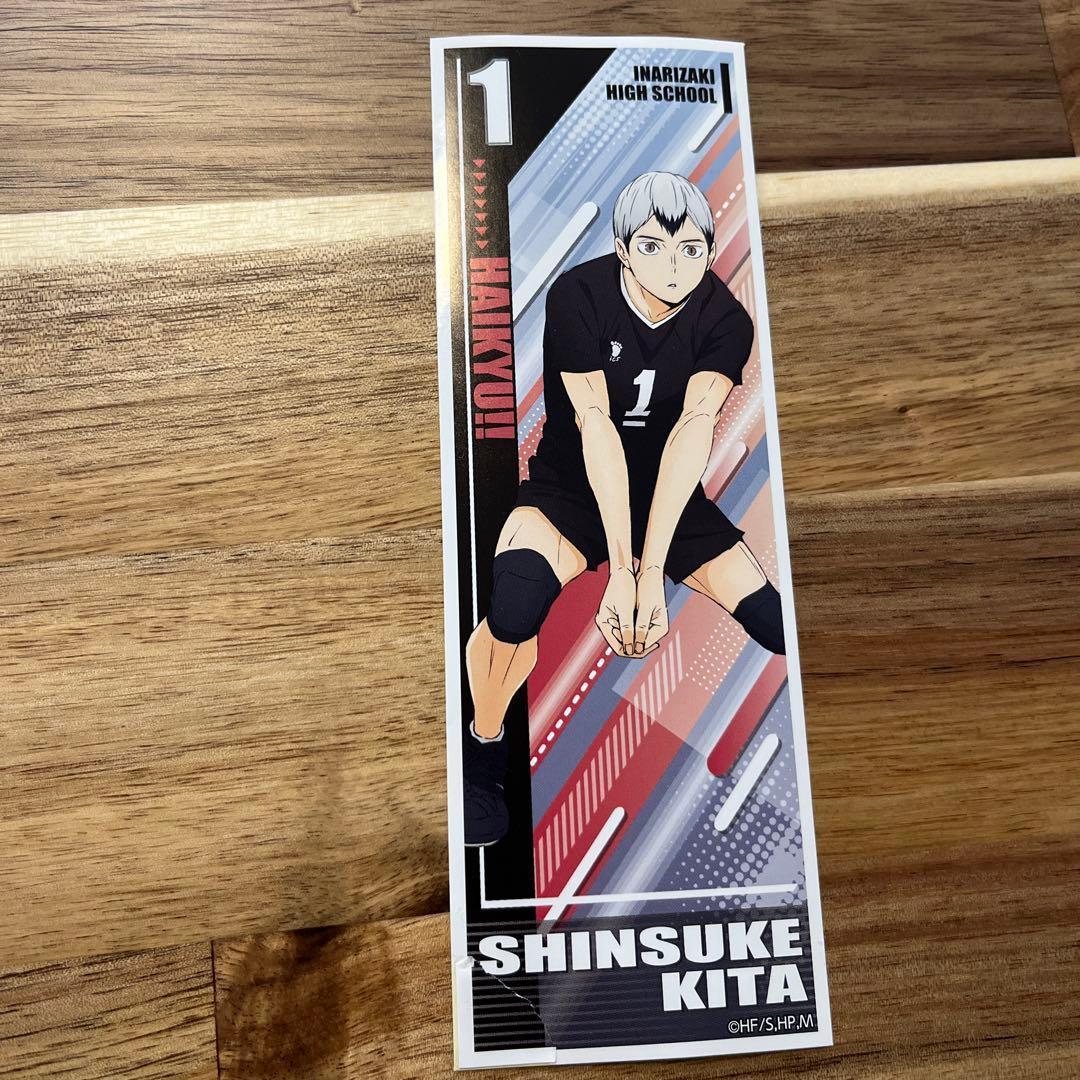 1
INARIZAKI
HIGH SCHOOL
HAIKYU!!
1
SHINSUKE
KITA
©HF/S,HP,M